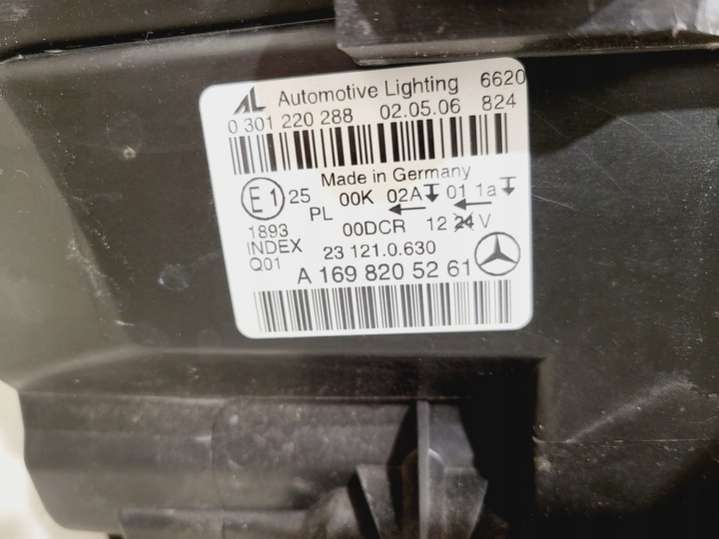 AL Automotive Lighting 6620
0 301 220 288 02.05.06 824
Made in Germany
E1 25 00K 02A 01 1a
PL
1893 00DCR 12 24 V
INDEX 23 121.0.630
Q01
A 169 820 52 61